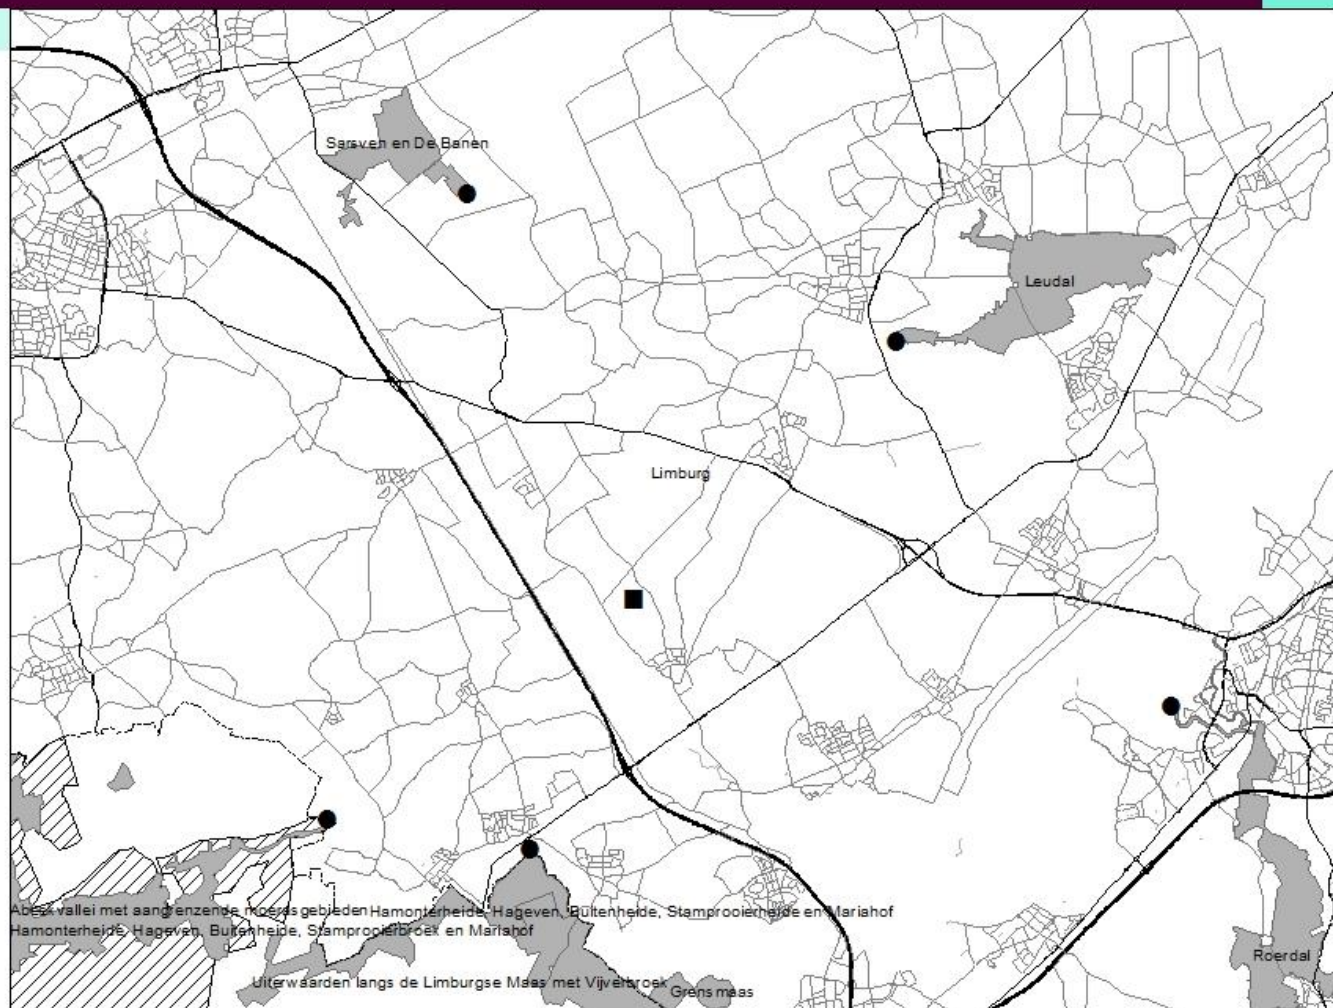 Sarsven en De Banen
Leudal
Limburg
Abeekvallei met aangrenzende moerasgebieden Hamonterheide, Hageven, Buitenheide, Stamprooierheide en Mariahof
Hamonterheide, Hageven, Buitenheide, Stamprooierbroek en Mariahof
Roerdal
Uiterwaarden langs de Limburgse Maas met Vijverbroek
Grensmaas